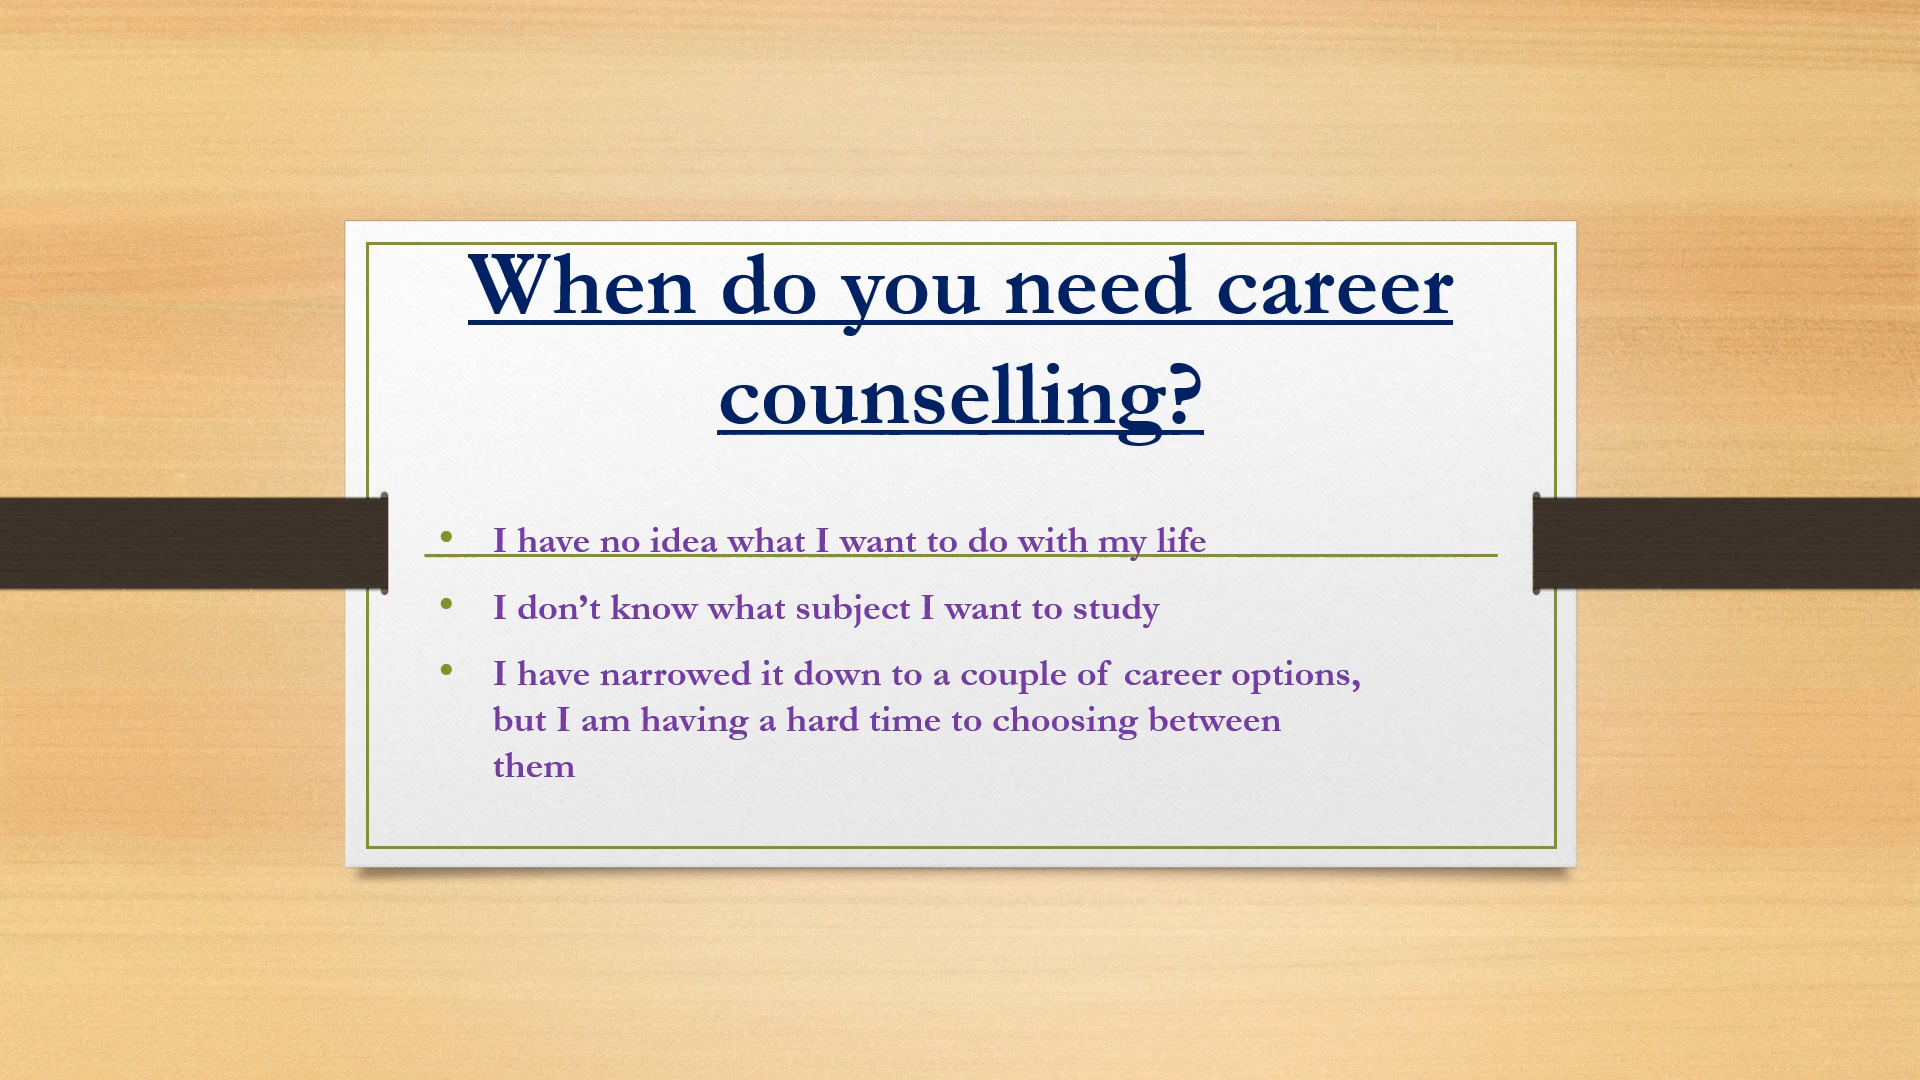 When do you need career
counselling?
• I have no idea what I want to do with my life
• I don’t know what subject I want to study
• I have narrowed it down to a couple of career options,
but I am having a hard time to choosing between
them